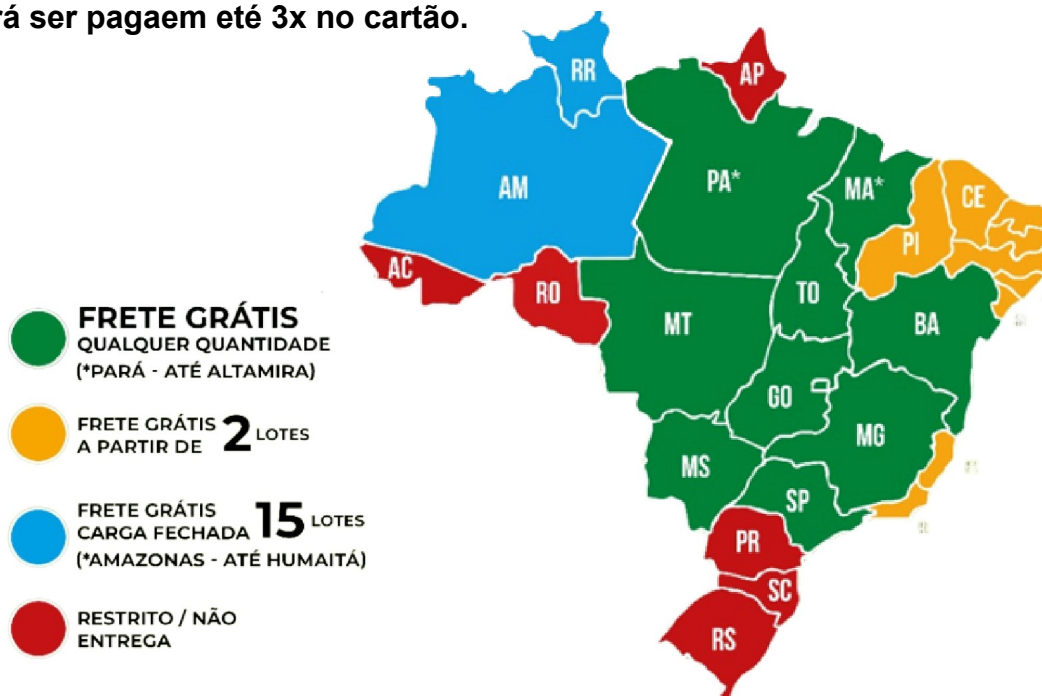 rá ser pagaem até 3x no cartão.
RR
AP
AM
PA*
MA*
CE
PI
AC
RO
TO
MT
BA
FRETE GRÁTIS
QUALQUER QUANTIDADE
(*PARÁ - ATÉ ALTAMIRA)
GO
D
MG
FRETE GRÁTIS
A PARTIR DE 2 LOTES
MS
SP
FRETE GRÁTIS
CARGA FECHADA 15 LOTES
(*AMAZONAS - ATÉ HUMAITÁ)
PR
SC
RESTRITO / NÃO
ENTREGA
RS